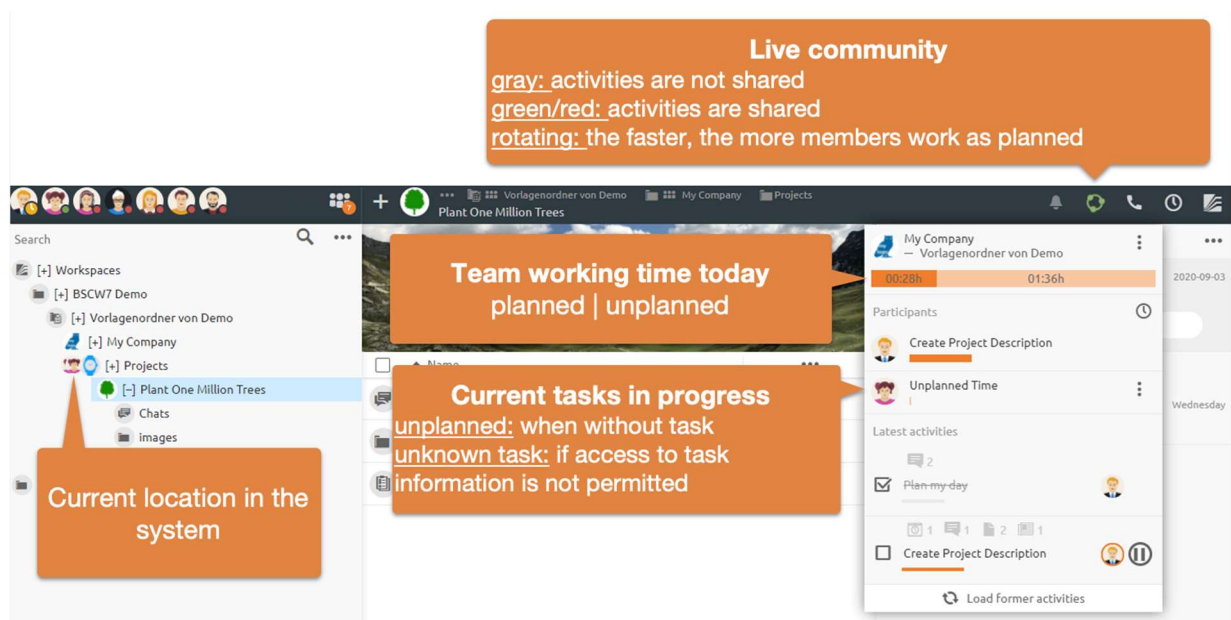 Live community
gray: activities are not shared
green/red: activities are shared
rotating: the faster, the more members work as planned
7
+
••• Vorlagenordner von Demo My Company Projects
Plant One Million Trees
Search •••
[+] Workspaces
[+] BSCW7 Demo
[+] Vorlagenordner von Demo
[+] My Company
[+] Projects
[–] Plant One Million Trees
Chats
images
Current location in the
system
Team working time today
planned | unplanned
Name •••
Current tasks in progress
unplanned: when without task
unknown task: if access to task
information is not permitted
My Company
— Vorlagenordner von Demo
00:28h 01:36h
Participants
Create Project Description
Unplanned Time
Latest activities
2
Plan my day
1 1 2 1
Create Project Description
Load former activities
•••
2020-09-03
Wednesday